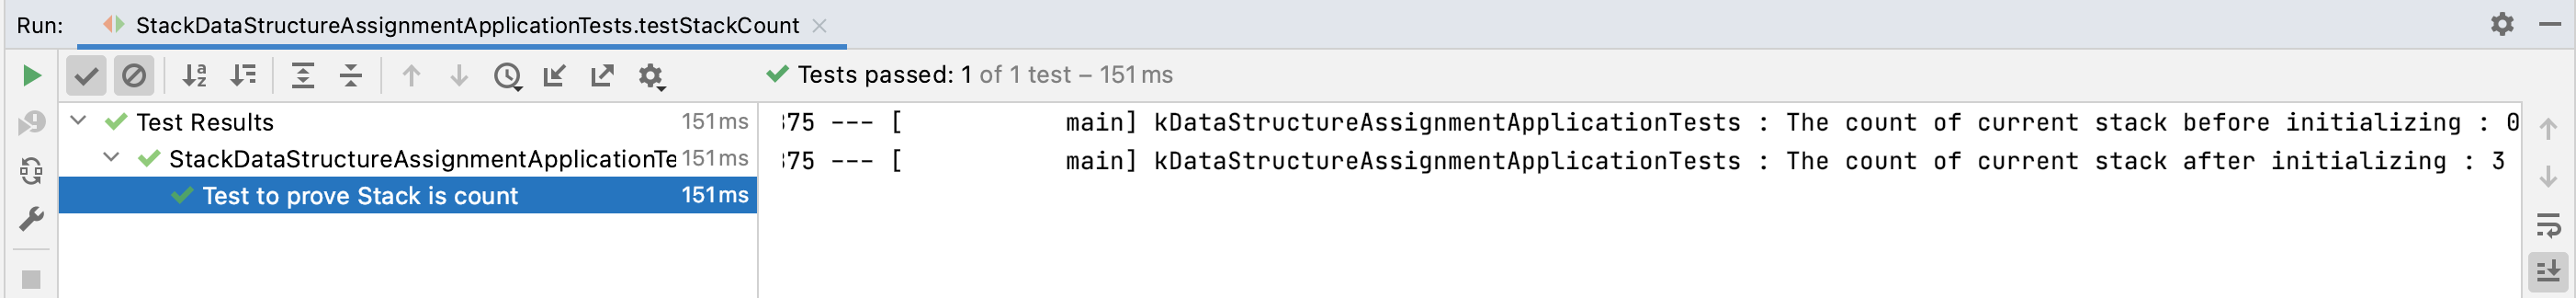 Run: StackDataStructureAssignmentApplicationTests.testStackCount
Tests passed: 1 of 1 test – 151 ms
Test Results 151 ms
StackDataStructureAssignmentApplicationTe 151 ms
Test to prove Stack is count 151 ms
375 --- [ main] kDataStructureAssignmentApplicationTests : The count of current stack before initializing : 0
375 --- [ main] kDataStructureAssignmentApplicationTests : The count of current stack after initializing : 3